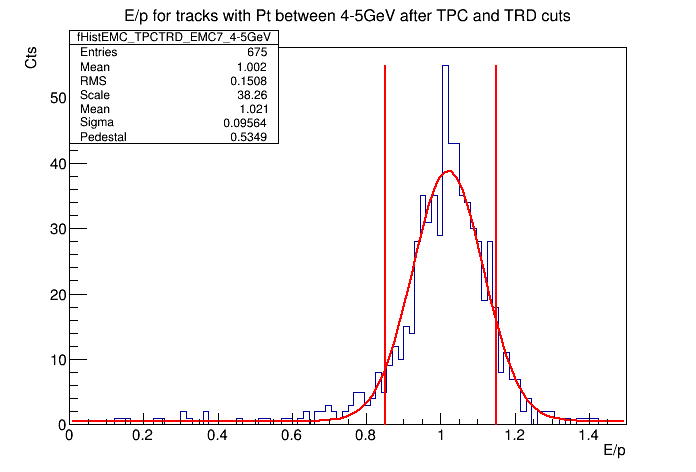 E/p for tracks with Pt between 4-5GeV after TPC and TRD cuts
fHistEMC_TPCTRD_EMC7_4-5GeV
Entries 675
Mean 1.002
RMS 0.1508
Scale 38.26
Mean 1.021
Sigma 0.09564
Pedestal 0.5349
Cts
50
40
30
20
10
0
0 0.2 0.4 0.6 0.8 1 1.2 1.4
E/p